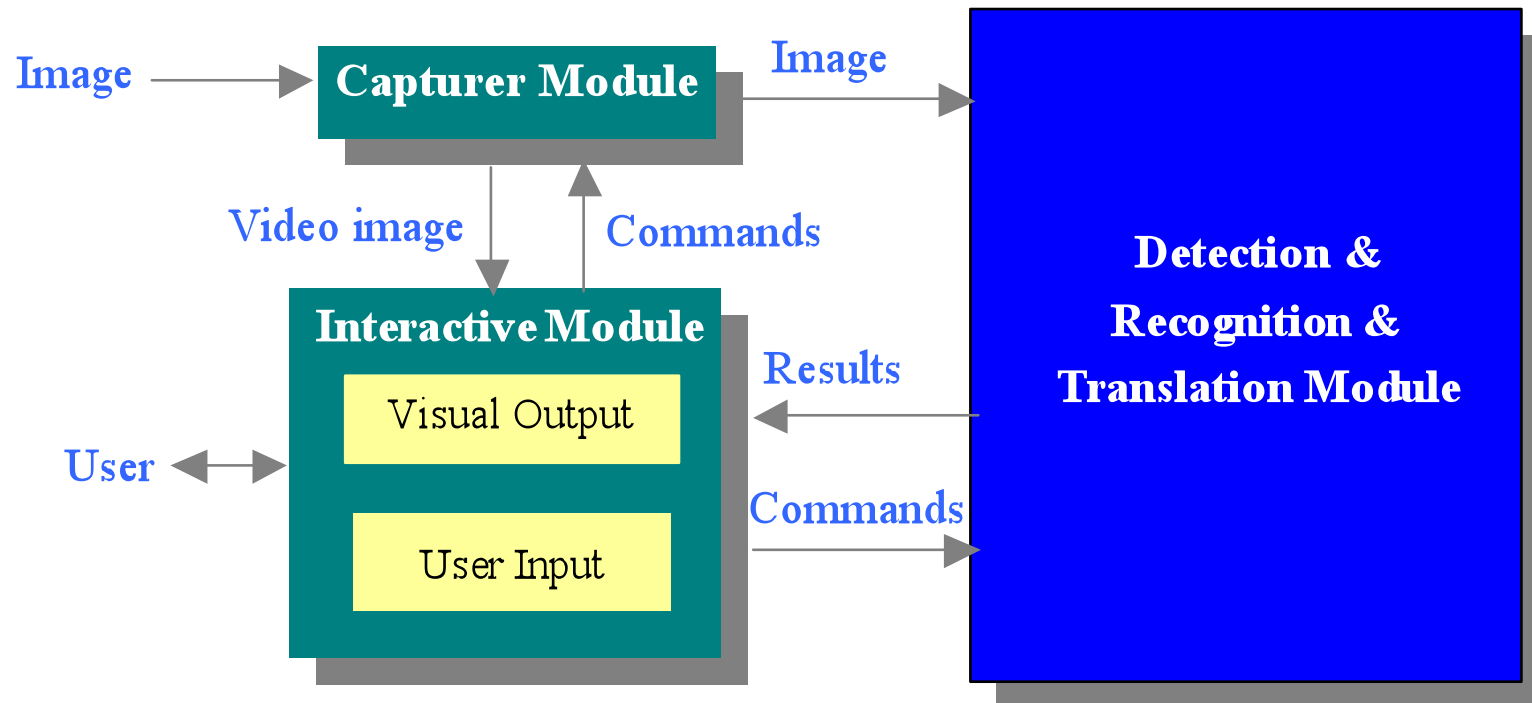 Image
Capturer Module
Image
Video image
Commands
Interactive Module
Visual Output
User Input
User
Results
Commands
Detection &
Recognition &
Translation Module